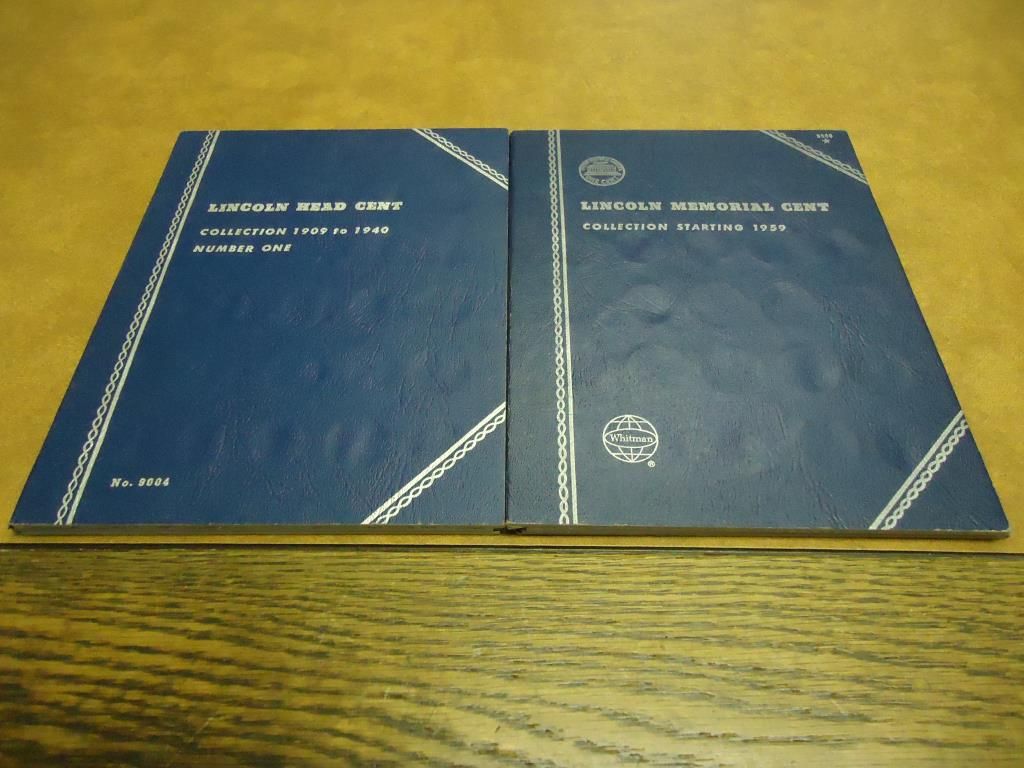 LINCOLN HEAD CENT
COLLECTION 1909 to 1940
NUMBER ONE
No. 9004
LINCOLN MEMORIAL CENT
COLLECTION STARTING 1959
Whitman
®